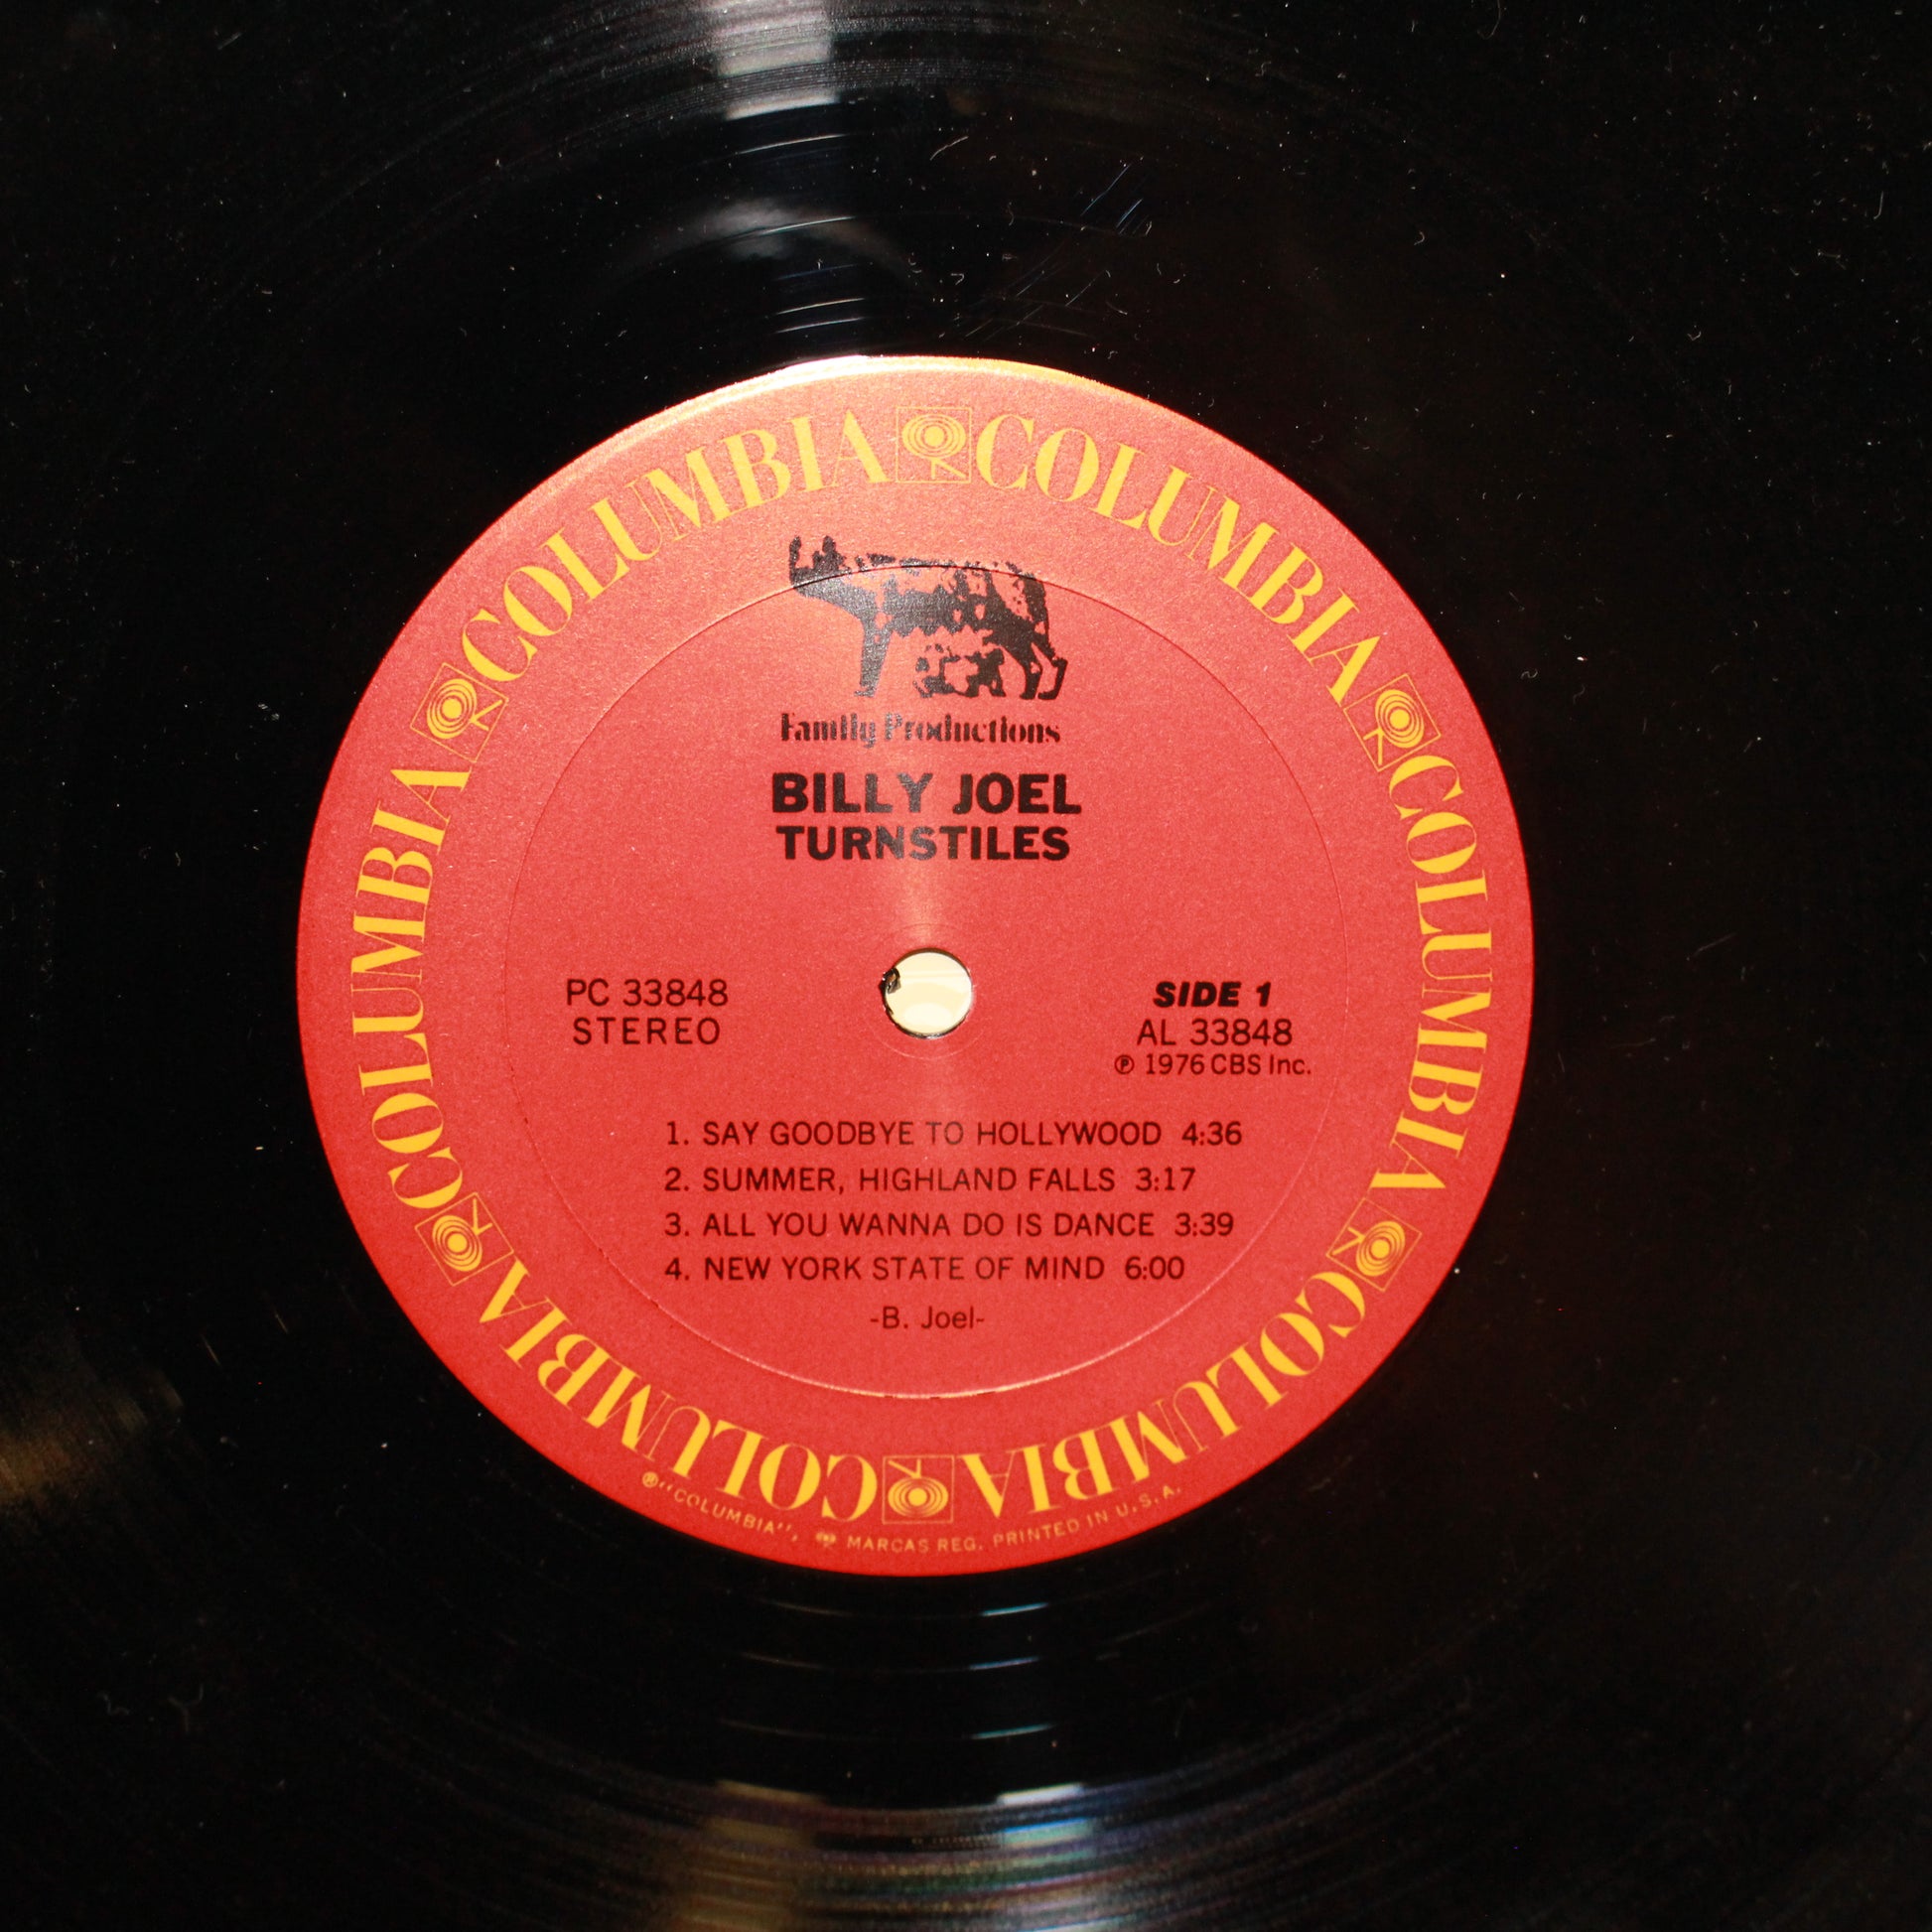 COLUMBIA COLUMBIA COLUMBIA COLUMBIA COLUMBIA COLUMBIA
Family Productions
BILLY JOEL
TURNSTILES
PC 33848
STEREO
SIDE 1
AL 33848
℗ 1976 CBS Inc.
1. SAY GOODBYE TO HOLLYWOOD 4:36
2. SUMMER, HIGHLAND FALLS 3:17
3. ALL YOU WANNA DO IS DANCE 3:39
4. NEW YORK STATE OF MIND 6:00
-B. Joel-
® "COLUMBIA", MARCAS REG. PRINTED IN U.S.A.